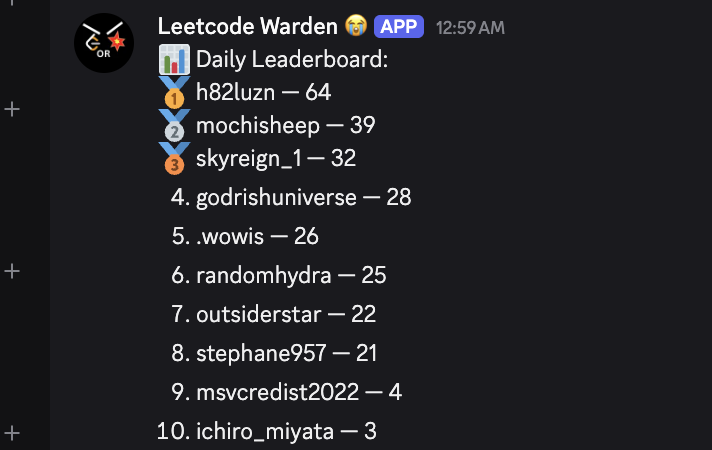 Leetcode Warden 😭 APP 12:59 AM
OR
📊 Daily Leaderboard:
🥇 h82luzn — 64
🥈 mochisheep — 39
🥉 skyreign_1 — 32
4. godrishuniverse — 28
5. .wowis — 26
6. randomhydra — 25
7. outsiderstar — 22
8. stephane957 — 21
9. msvcredist2022 — 4
10. ichiro_miyata — 3